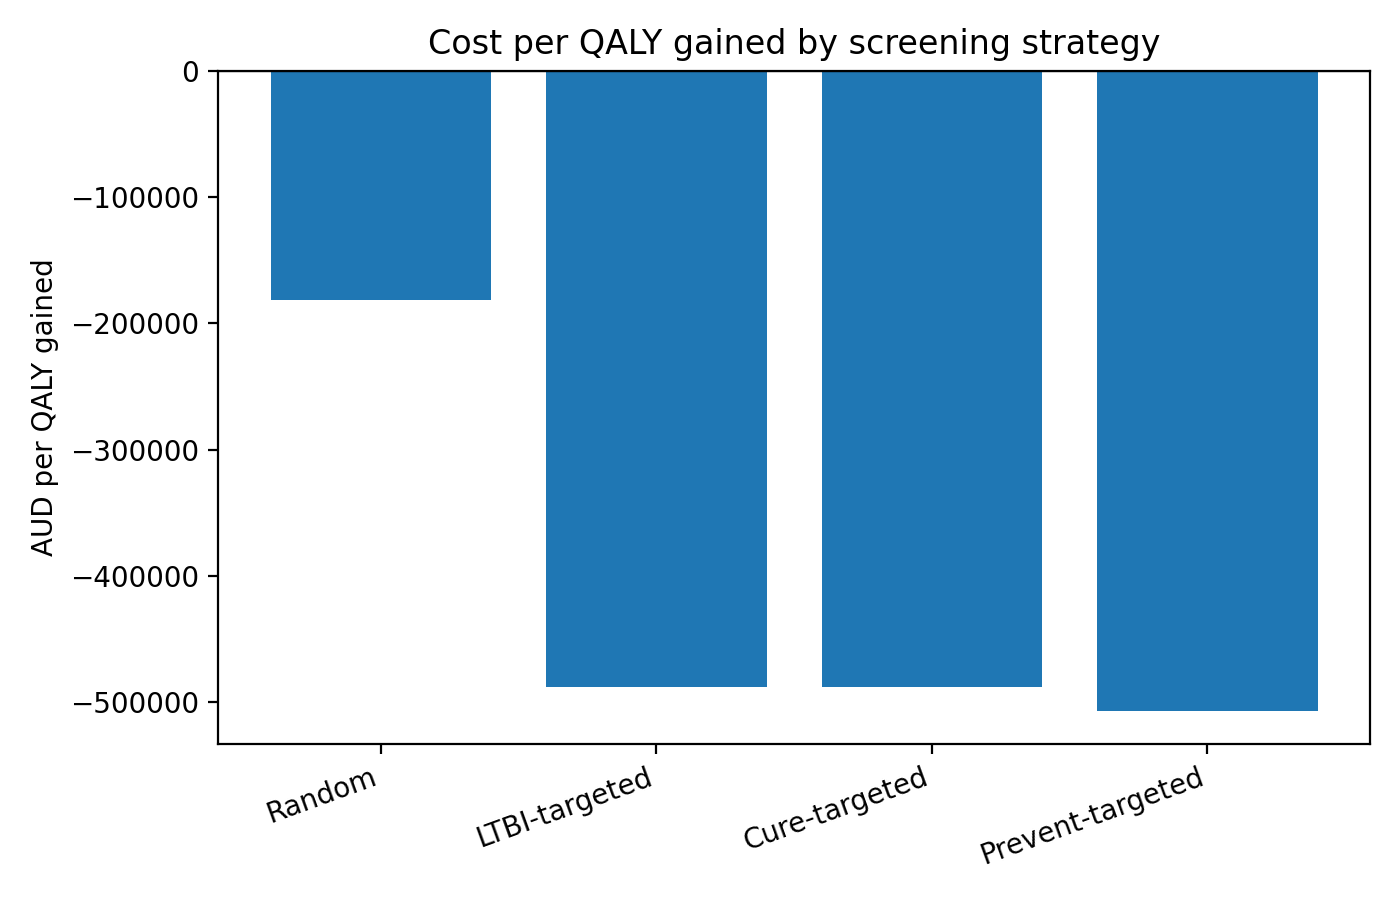 Cost per QALY gained by screening strategy
AUD per QALY gained
0
−100000
−200000
−300000
−400000
−500000
Random
LTBI-targeted
Cure-targeted
Prevent-targeted